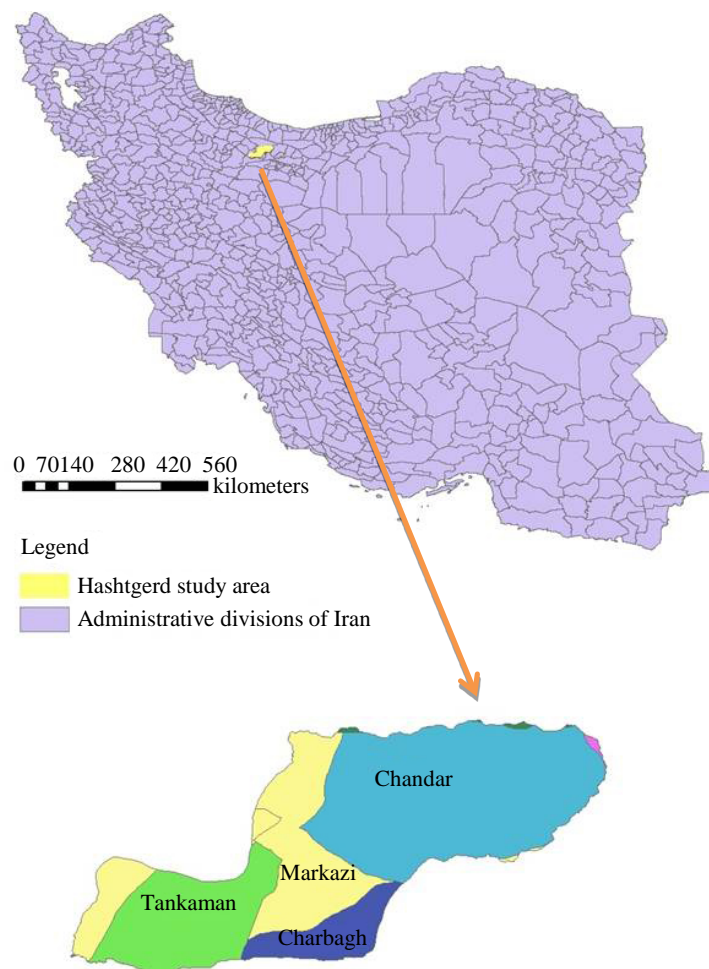 0 70140 280 420 560
kilometers
Legend
Hashtgerd study area
Administrative divisions of Iran
Chandar
Markazi
Tankaman
Charbagh